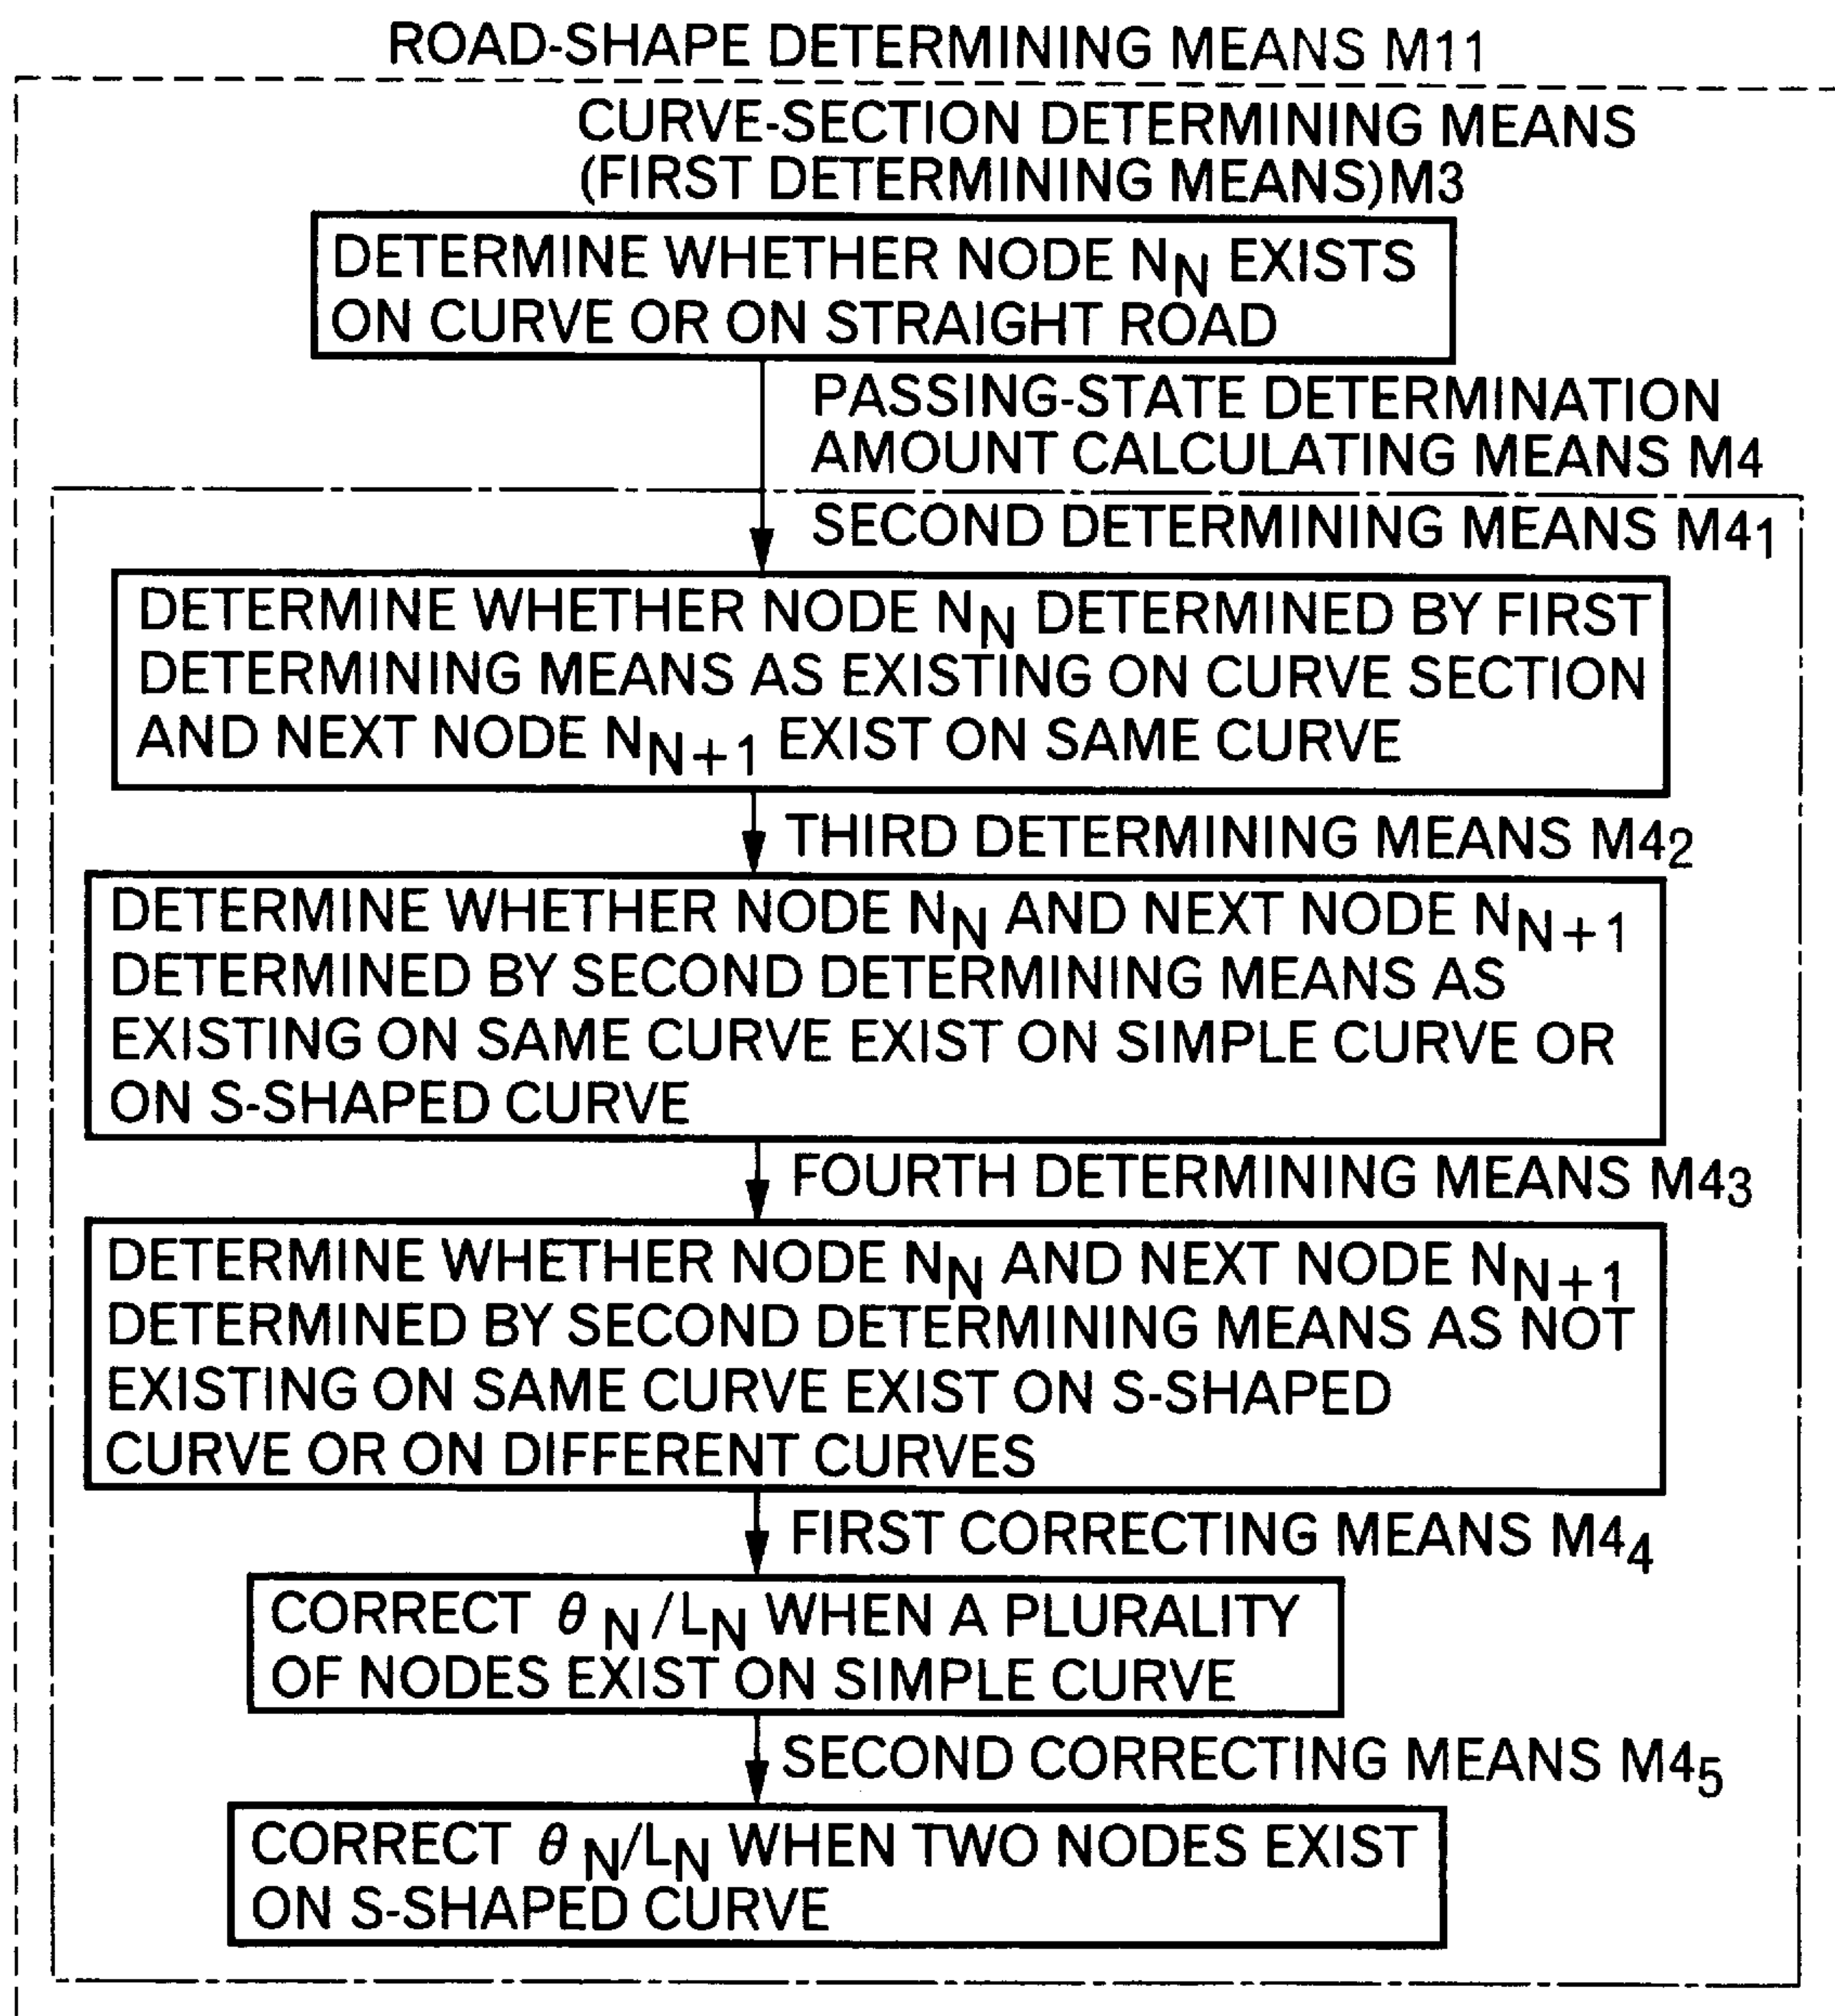 ROAD-SHAPE DETERMINING MEANS M11
CURVE-SECTION DETERMINING MEANS
(FIRST DETERMINING MEANS)M3
DETERMINE WHETHER NODE NN EXISTS
ON CURVE OR ON STRAIGHT ROAD
PASSING-STATE DETERMINATION
AMOUNT CALCULATING MEANS M4
SECOND DETERMINING MEANS M41
DETERMINE WHETHER NODE NN DETERMINED BY FIRST
DETERMINING MEANS AS EXISTING ON CURVE SECTION
AND NEXT NODE NN+1 EXIST ON SAME CURVE
THIRD DETERMINING MEANS M42
DETERMINE WHETHER NODE NN AND NEXT NODE NN+1
DETERMINED BY SECOND DETERMINING MEANS AS
EXISTING ON SAME CURVE EXIST ON SIMPLE CURVE OR
ON S-SHAPED CURVE
FOURTH DETERMINING MEANS M43
DETERMINE WHETHER NODE NN AND NEXT NODE NN+1
DETERMINED BY SECOND DETERMINING MEANS AS NOT
EXISTING ON SAME CURVE EXIST ON S-SHAPED
CURVE OR ON DIFFERENT CURVES
FIRST CORRECTING MEANS M44
CORRECT θN/LN WHEN A PLURALITY
OF NODES EXIST ON SIMPLE CURVE
SECOND CORRECTING MEANS M45
CORRECT θN/LN WHEN TWO NODES EXIST
ON S-SHAPED CURVE